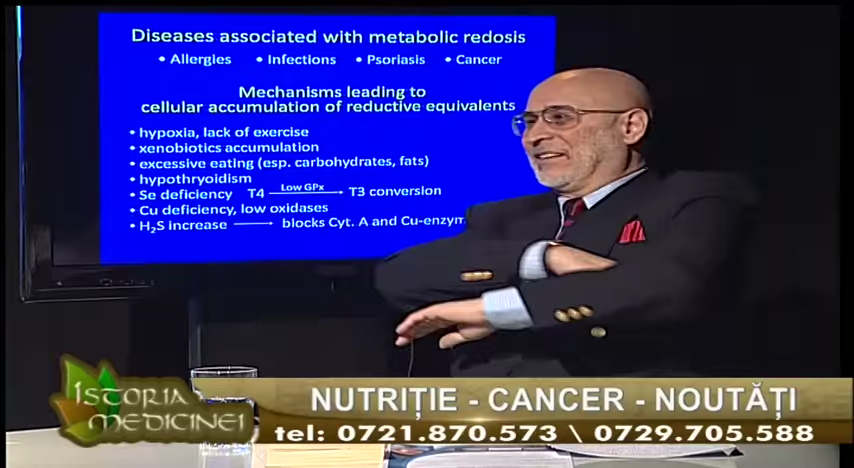 Diseases associated with metabolic redosis
• Allergies • Infections • Psoriasis • Cancer
Mechanisms leading to
cellular accumulation of reductive equivalents
• hypoxia, lack of exercise
• xenobiotics accumulation
• excessive eating (esp. carbohydrates, fats)
• hypothryoidism
• Se deficiency T4 Low GPx → T3 conversion
• Cu deficiency, low oxidases
• H₂S increase → blocks Cyt. A and Cu-enzym
ISTORIA
MEDICINEI
NUTRIȚIE - CANCER - NOUTĂȚI
tel: 0721.870.573 \ 0729.705.588